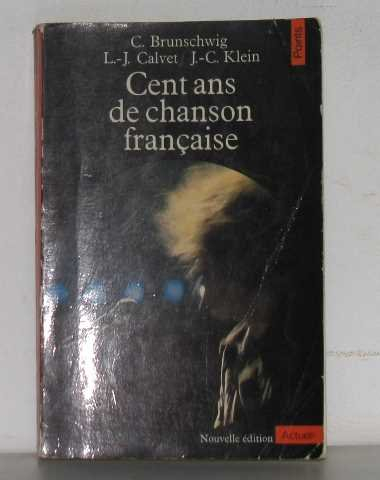 C. Brunschwig
L.-J. Calvet / J.-C. Klein
Cent ans
de chanson
française
Points
Nouvelle édition
Actuels